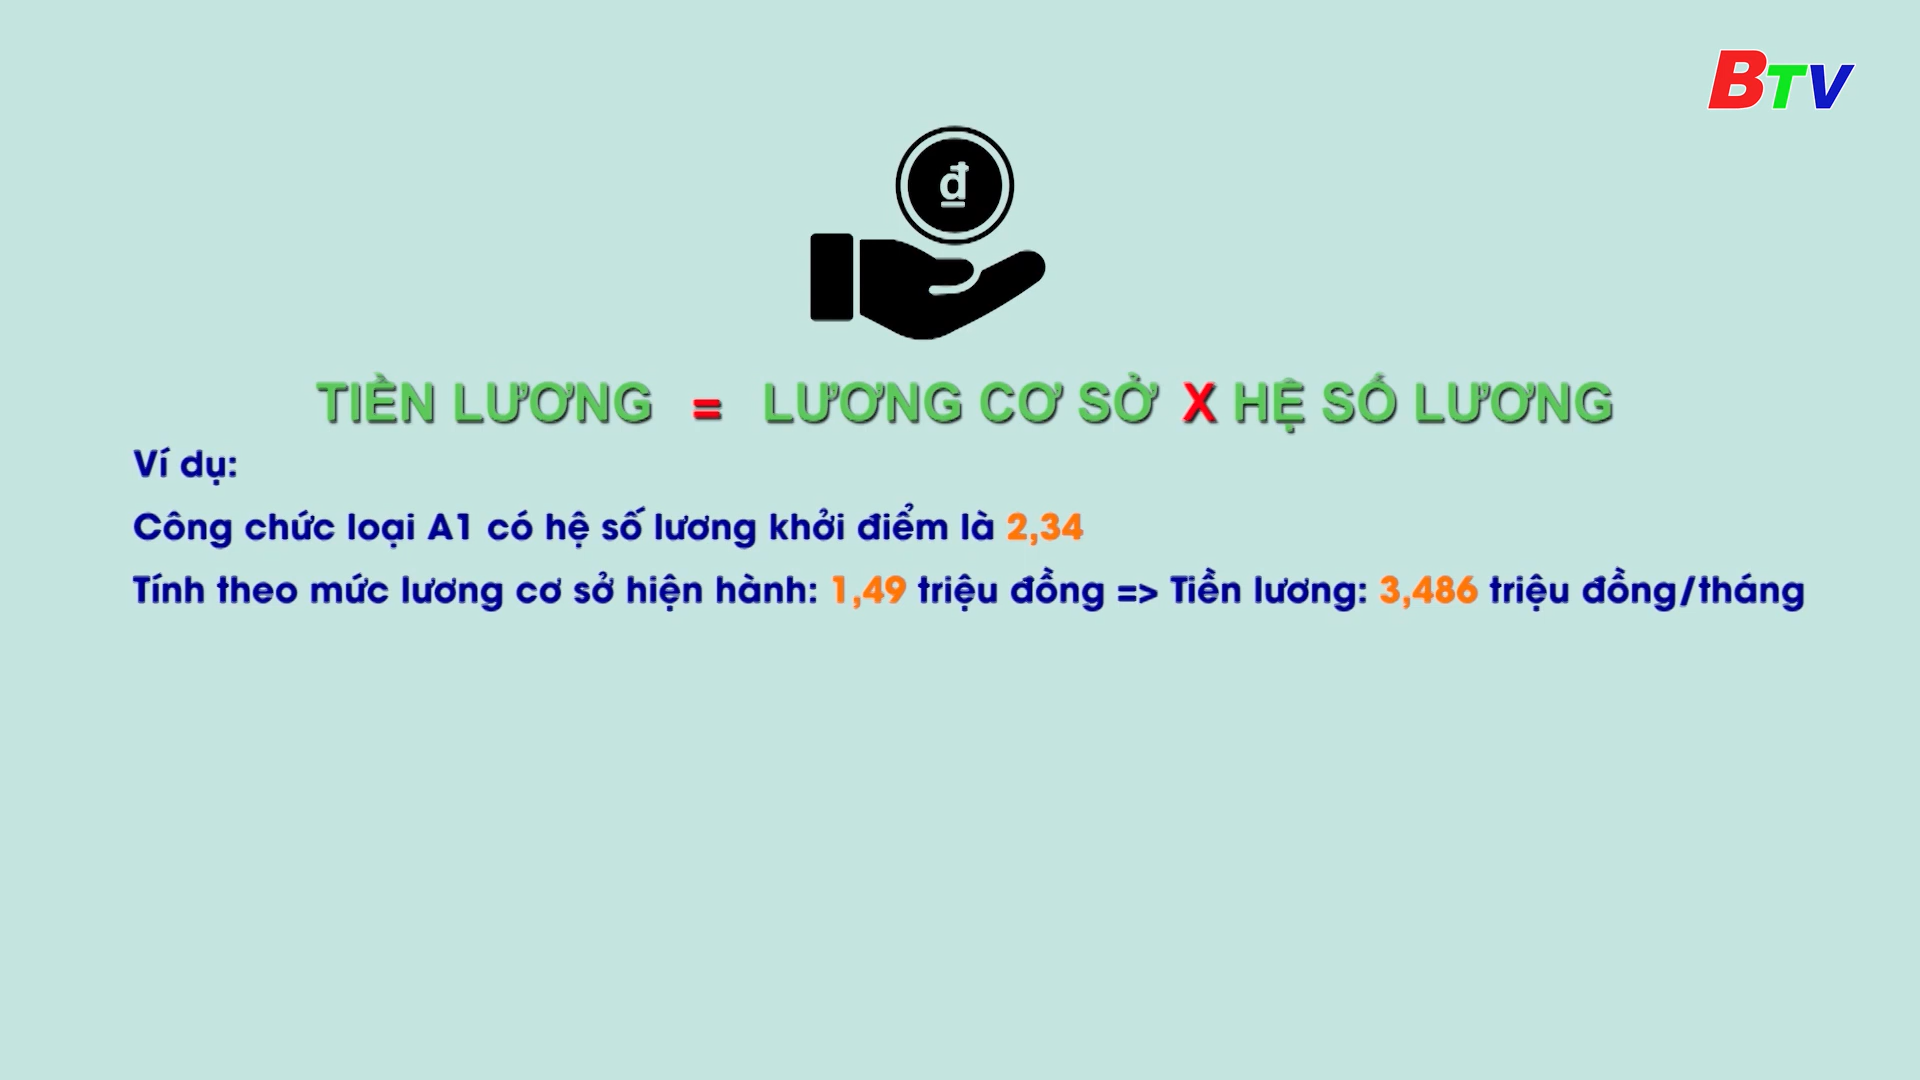 BTV
đ
TIỀN LƯƠNG = LƯƠNG CƠ SỞ X HỆ SỐ LƯƠNG
Ví dụ:
Công chức loại A1 có hệ số lương khởi điểm là 2,34
Tính theo mức lương cơ sở hiện hành: 1,49 triệu đồng => Tiền lương: 3,486 triệu đồng/tháng